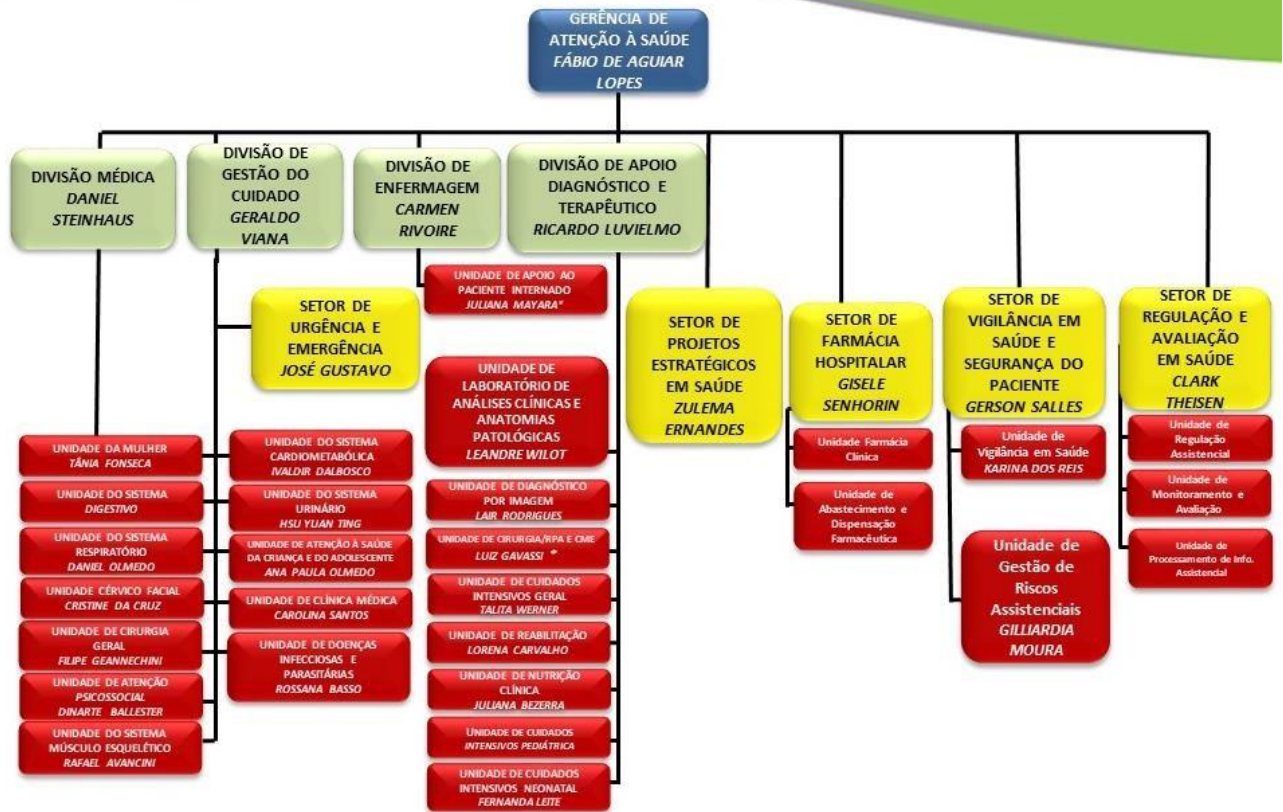 GERÊNCIA DE
ATENÇÃO À SAÚDE
FÁBIO DE AGUIAR
LOPES
DIVISÃO MÉDICA
DANIEL
STEINHAUS
DIVISÃO DE
GESTÃO DO
CUIDADO
GERALDO
VIANA
DIVISÃO DE
ENFERMAGEM
CARMEN
RIVOIRE
DIVISÃO DE APOIO
DIAGNÓSTICO E
TERAPÊUTICO
RICARDO LUVIELMO
UNIDADE DE APOIO AO
PACIENTE INTERNADO
JULIANA MAYARA*
SETOR DE
URGÊNCIA E
EMERGÊNCIA
JOSÉ GUSTAVO
SETOR DE
PROJETOS
ESTRATÉGICOS
EM SAÚDE
ZULEMA
ERNANDES
SETOR DE
FARMÁCIA
HOSPITALAR
GISELE
SENHORIN
SETOR DE
VIGILÂNCIA EM
SAÚDE E
SEGURANÇA DO
PACIENTE
GERSON SALLES
SETOR DE
REGULAÇÃO E
AVALIAÇÃO
EM SAÚDE
CLARK
THEISEN
UNIDADE DA MULHER
TÂNIA FONSECA
UNIDADE DO SISTEMA
DIGESTIVO
UNIDADE DO SISTEMA
RESPIRATÓRIO
DANIEL OLMEDO
UNIDADE CÉRVICO FACIAL
CRISTINE DA CRUZ
UNIDADE DE CIRURGIA
GERAL
FILIPE GEANNECHINI
UNIDADE DE ATENÇÃO
PSICOSSOCIAL
DINARTE BALLESTER
UNIDADE DO SISTEMA
MÚSCULO ESQUELÉTICO
RAFAEL AVANCINI
UNIDADE DO SISTEMA
CARDIOMETABÓLICA
IVALDIR DALBOSCO
UNIDADE DO SISTEMA
URINÁRIO
HSU YUAN TING
UNIDADE DE ATENÇÃO À SAÚDE
DA CRIANÇA E DO ADOLESCENTE
ANA PAULA OLMEDO
UNIDADE DE CLÍNICA MÉDICA
CAROLINA SANTOS
UNIDADE DE DOENÇAS
INFECCIOSAS E
PARASITÁRIAS
ROSSANA BASSO
UNIDADE DE
LABORATÓRIO DE
ANÁLISES CLÍNICAS E
ANATOMIAS
PATOLÓGICAS
LEANDRE WILOT
UNIDADE DE DIAGNÓSTICO
POR IMAGEM
LAIR RODRIGUES
UNIDADE DE CIRURGIA/RPA E CME
LUIZ GAVASSI *
UNIDADE DE CUIDADOS
INTENSIVOS GERAL
TALITA WERNER
UNIDADE DE REABILITAÇÃO
LORENA CARVALHO
UNIDADE DE NUTRIÇÃO
CLÍNICA
JULIANA BEZERRA
UNIDADE DE CUIDADOS
INTENSIVOS PEDIÁTRICA
UNIDADE DE CUIDADOS
INTENSIVOS NEONATAL
FERNANDA LEITE
Unidade Farmácia
Clínica
Unidade de
Abastecimento e
Dispensação
Farmacêutica
Unidade de
Vigilância em Saúde
KARINA DOS REIS
Unidade de
Gestão de
Riscos
Assistenciais
GILLIARDIA
MOURA
Unidade de
Regulação
Assistencial
Unidade de
Monitoramento e
Avaliação
Unidade de
Processamento de Info.
Assistencial